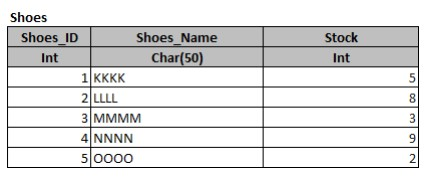 Shoes
Shoes_ID Shoes_Name Stock
Int Char(50) Int
1 KKKK 5
2 LLLL 8
3 MMMM 3
4 NNNN 9
5 OOOO 2